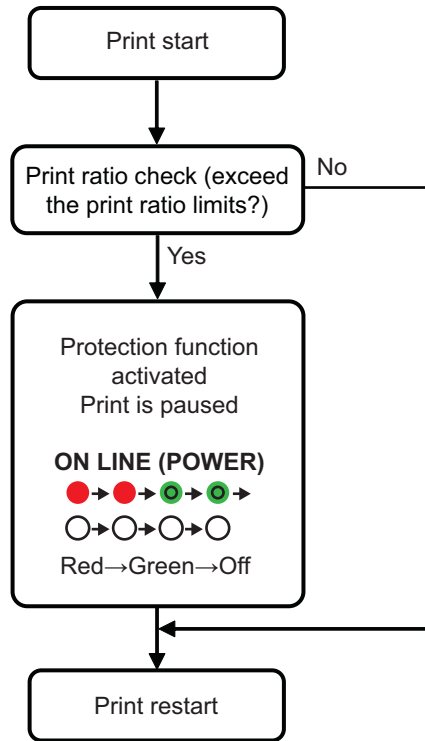 Print start
Print ratio check (exceed
the print ratio limits?)
No
Yes
Protection function
activated
Print is paused
ON LINE (POWER)
Red→Green→Off
Print restart